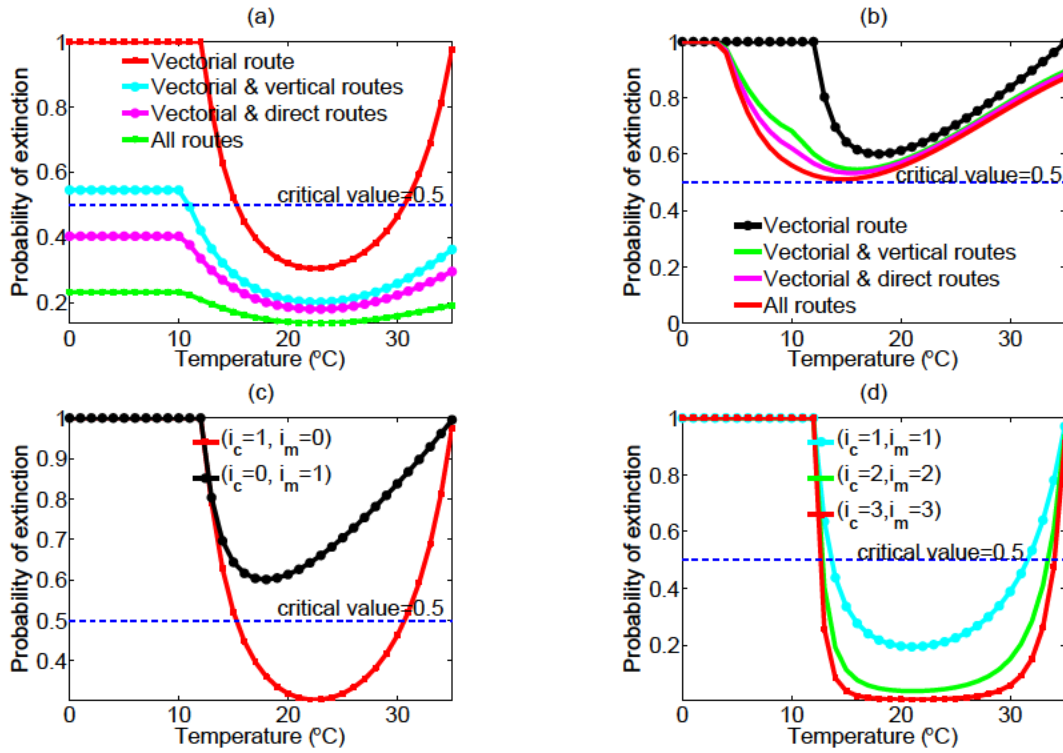 (a)
1
0.8
0.6
0.4
0.2
Probability of extinction
Vectorial route
Vectorial & vertical routes
Vectorial & direct routes
All routes
critical value=0.5
0 10 20 30
Temperature (ºC)
(b)
1
0.8
0.6
0.4
0.2
0
Probability of extinction
critical value=0.5
Vectorial route
Vectorial & vertical routes
Vectorial & direct routes
All routes
0 10 20 30
Temperature (ºC)
(c)
1
0.9
0.8
0.7
0.6
0.5
0.4
Probability of extinction
(i_c=1, i_m=0)
(i_c=0, i_m=1)
critical value=0.5
0 10 20 30
Temperature (ºC)
(d)
1
0.8
0.6
0.4
0.2
Probability of extinction
(i_c=1,i_m=1)
(i_c=2,i_m=2)
(i_c=3,i_m=3)
critical value=0.5
0 10 20 30
Temperature (ºC)